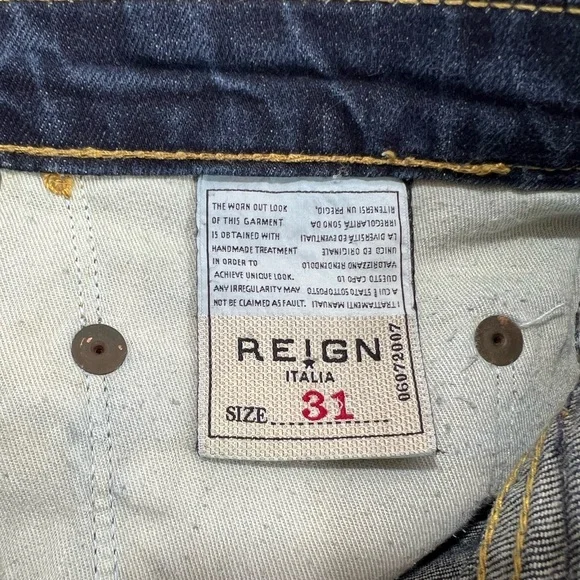 THE WORN OUT LOOK
OF THIS GARMENT
IS OBTAINED WITH
HANDMADE TREATMENT
IN ORDER TO
ACHIEVE UNIQUE LOOK.
ANY IRREGULARITY MAY
NOT BE CLAIMED AS FAULT.
I TRATTAMENTI MANUALI
A CUI È STATO SOTTOPOSTO
QUESTO CAPO LO
VALORIZZANO RENDENDOLO
UNICO ED ORIGINALE
LA DIVERSITÀ ED EVENTUALI
IRREGOLARITÀ SONO DA
RITENERSI UN PREGIO.
REIGN
ITALIA
SIZE 31
06072007